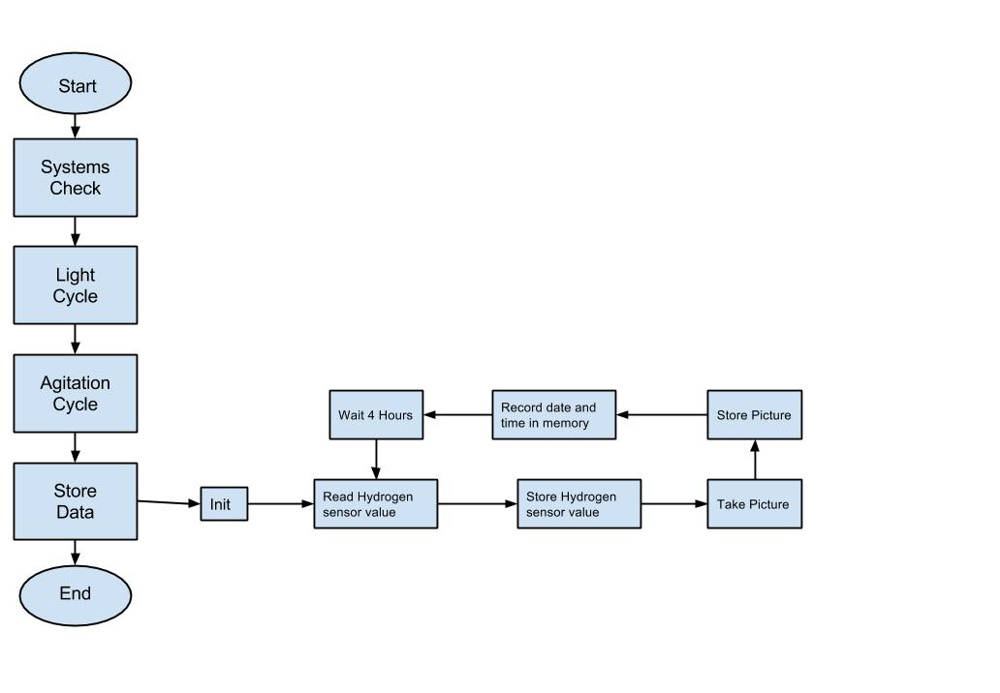 Start
Systems
Check
Light
Cycle
Agitation
Cycle
Store
Data
End
Init
Read Hydrogen
sensor value
Store Hydrogen
sensor value
Take Picture
Store Picture
Record date and
time in memory
Wait 4 Hours